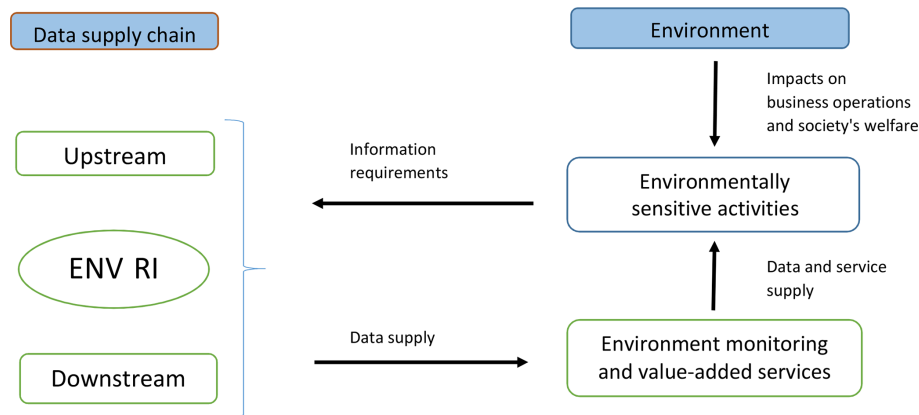 Data supply chain
Environment
Impacts on
business operations
and society's welfare
Upstream
Information
requirements
Environmentally
sensitive activities
ENV RI
Data and service
supply
Data supply
Environment monitoring
and value-added services
Downstream